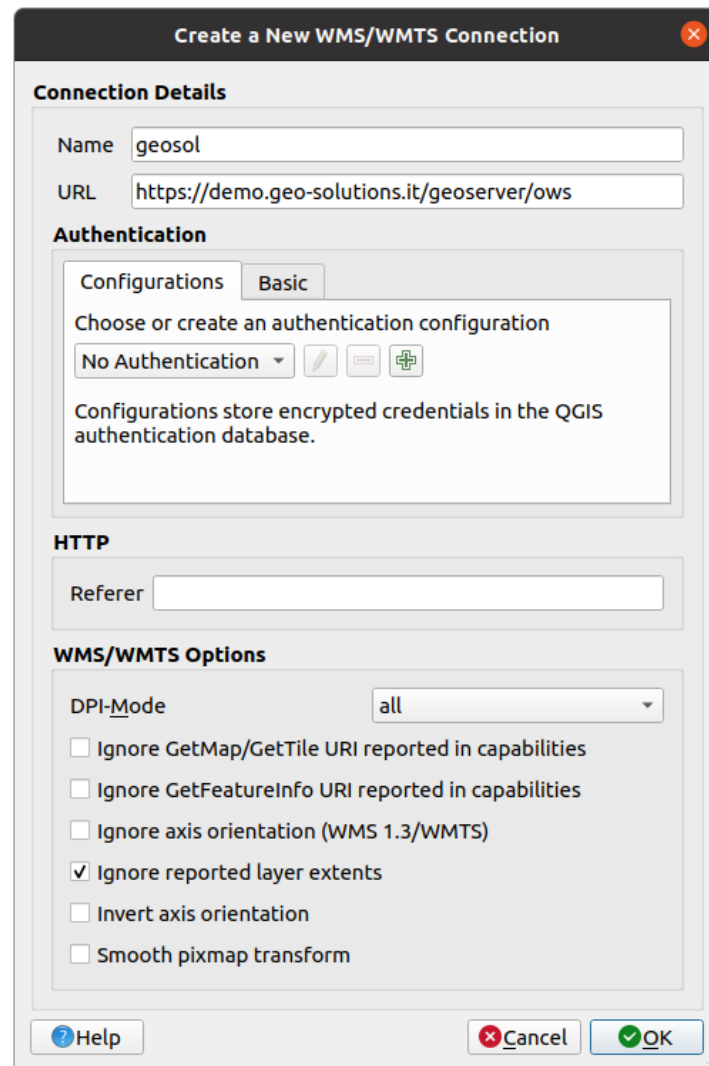 Create a New WMS/WMTS Connection
Connection Details
Name geosol
URL https://demo.geo-solutions.it/geoserver/ows
Authentication
Configurations Basic
Choose or create an authentication configuration
No Authentication
Configurations store encrypted credentials in the QGIS
authentication database.
HTTP
Referer
WMS/WMTS Options
DPI-Mode all
Ignore GetMap/GetTile URI reported in capabilities
Ignore GetFeatureInfo URI reported in capabilities
Ignore axis orientation (WMS 1.3/WMTS)
Ignore reported layer extents
Invert axis orientation
Smooth pixmap transform
Help Cancel OK